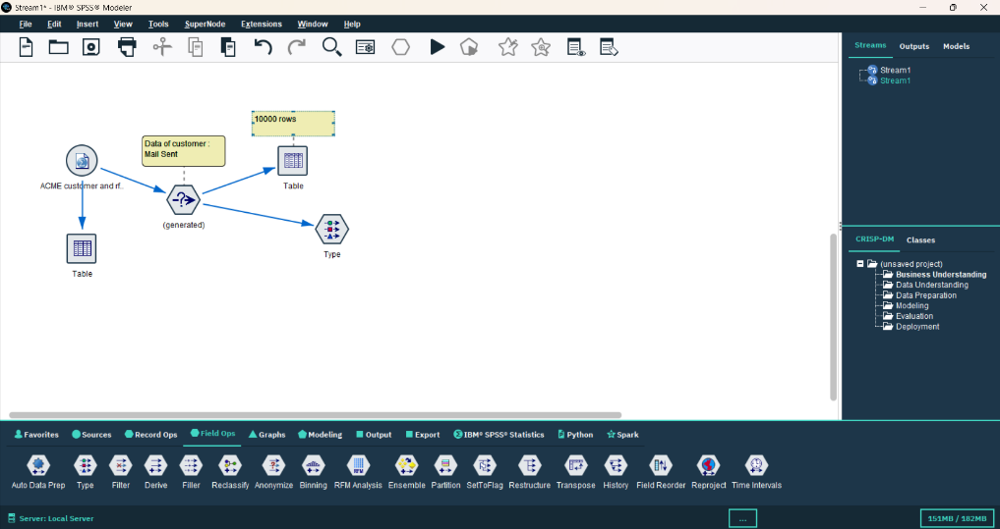 Stream1* - IBM® SPSS® Modeler
File Edit Insert View Tools SuperNode Extensions Window Help
Streams Outputs Models
Stream1
Stream1
10000 rows
Data of customer :
Mail Sent
ACME customer and rf..
Table
(generated)
Type
Table
CRISP-DM Classes
(unsaved project)
Business Understanding
Data Understanding
Data Preparation
Modeling
Evaluation
Deployment
Favorites Sources Record Ops Field Ops Graphs Modeling Output Export IBM® SPSS® Statistics Python Spark
Auto Data Prep Type Filter Derive Filler Reclassify Anonymize Binning RFM Analysis Ensemble Partition SetToFlag Restructure Transpose History Field Reorder Reproject Time Intervals
Server: Local Server ... 151MB / 182MB